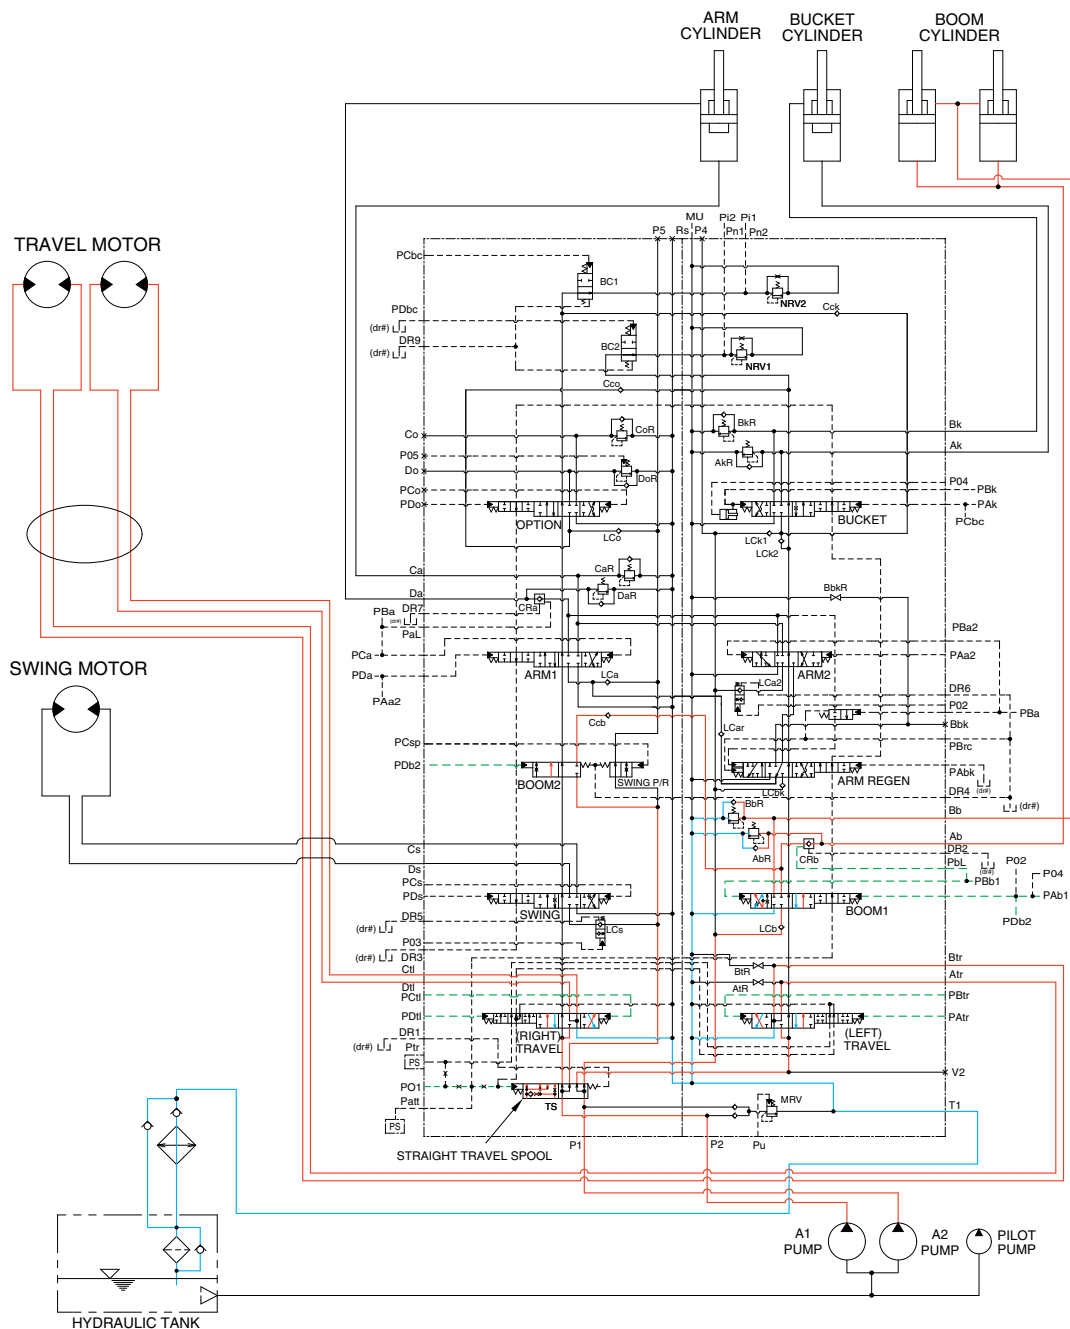 ARM
CYLINDER
BUCKET
CYLINDER
BOOM
CYLINDER
TRAVEL MOTOR
SWING MOTOR
MU
Pi2
Pi1
P5
Rs
P4
Pn1
Pn2
PCbc
BC1
NRV2
Cck
PDbc
(dr#)
DR9
(dr#)
BC2
NRV1
Cco
Co
CoR
BkR
Bk
P05
AkR
Ak
Do
DoR
PCo
PDo
OPTION
P04
PBk
PAk
PCbc
BUCKET
LCo
LCk1
LCk2
Ca
CaR
Da
DaR
BbkR
PBa
DR7
(dr#)
CRa
PaL
PBa2
PCa
PAa2
PDa
PAa2
ARM1
ARM2
LCa
LCa2
DR6
P02
PBa
Ccb
LCar
Bbk
PCsp
PBrc
PDb2
BOOM2
SWING P/R
ARM REGEN
PAbk
(dr#)
DR4
(dr#)
LCbk
BbR
Bb
AbR
Ab
CRb
DR2
(dr#)
PbL
P02
P04
PBb1
PAb1
PDb2
Cs
Ds
PCs
PDs
SWING
BOOM1
DR5
(dr#)
LCs
LCb
P03
DR3
(dr#)
Ctl
BtR
Btr
AtR
Atr
Dtl
PCtl
PBtr
PDtl
PAtr
(RIGHT)
TRAVEL
(LEFT)
TRAVEL
DR1
(dr#)
Ptr
PS
V2
PO1
TS
Patt
PS
MRV
T1
STRAIGHT TRAVEL SPOOL
P1
P2
Pu
A1
PUMP
A2
PUMP
PILOT
PUMP
HYDRAULIC TANK